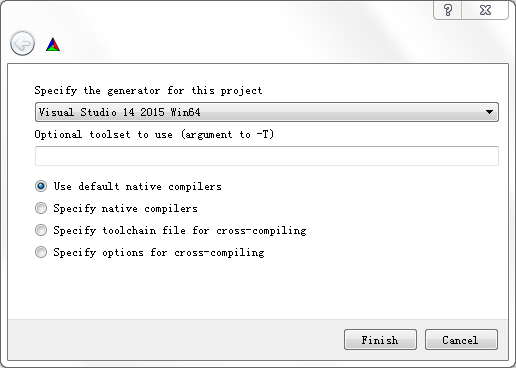 Specify the generator for this project
Visual Studio 14 2015 Win64
Optional toolset to use (argument to -T)
Use default native compilers
Specify native compilers
Specify toolchain file for cross-compiling
Specify options for cross-compiling
Finish
Cancel